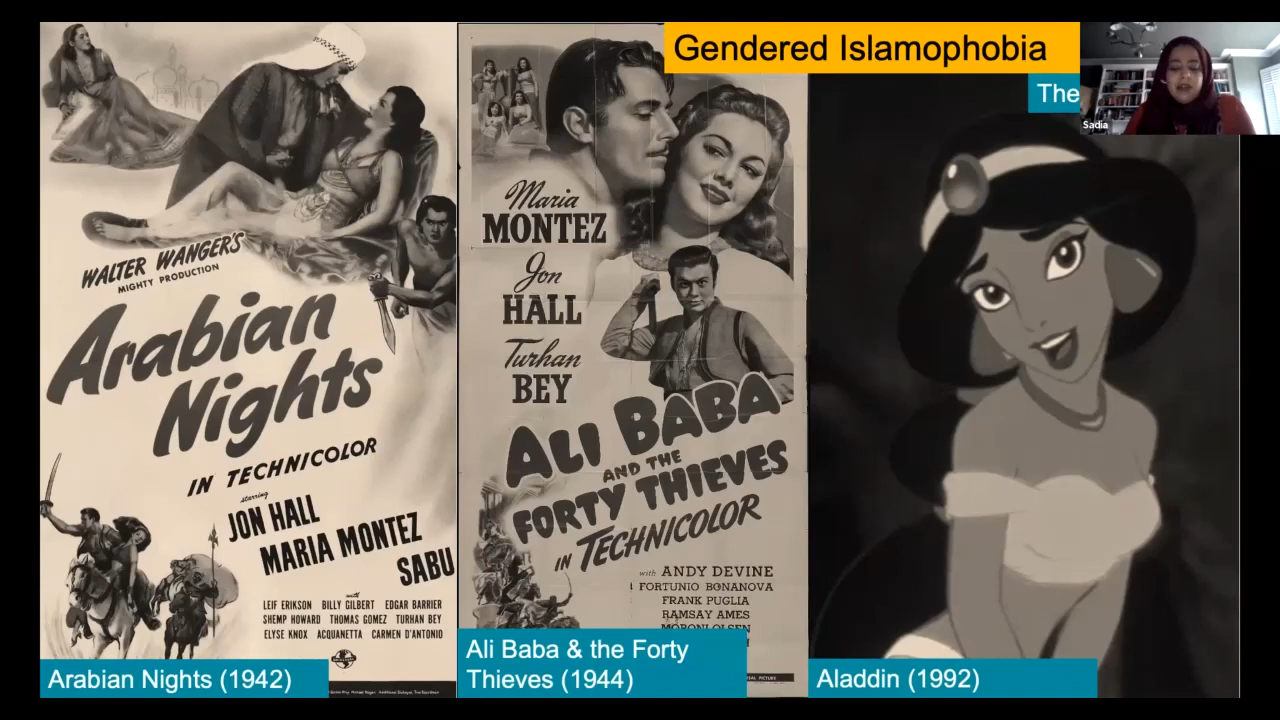 Gendered Islamophobia
The
Sadia
WALTER WANGER'S
MIGHTY PRODUCTION
Arabian
Nights
IN TECHNICOLOR
starring
JON HALL
MARIA MONTEZ
SABU
with
LEIF ERIKSON BILLY GILBERT EDGAR BARRIER
SHEMP HOWARD THOMAS GOMEZ TURHAN BEY
ELYSE KNOX ACQUANETTA CARMEN D'ANTONIO
Arabian Nights (1942)
Maria
MONTEZ
Jon
HALL
Turhan
BEY
ALI BABA
AND THE
FORTY THIEVES
IN TECHNICOLOR
with ANDY DEVINE
FORTUNIO BONANOVA
FRANK PUGLIA
RAMSAY AMES
MORONI OLSEN
Ali Baba & the Forty
Thieves (1944)
Aladdin (1992)